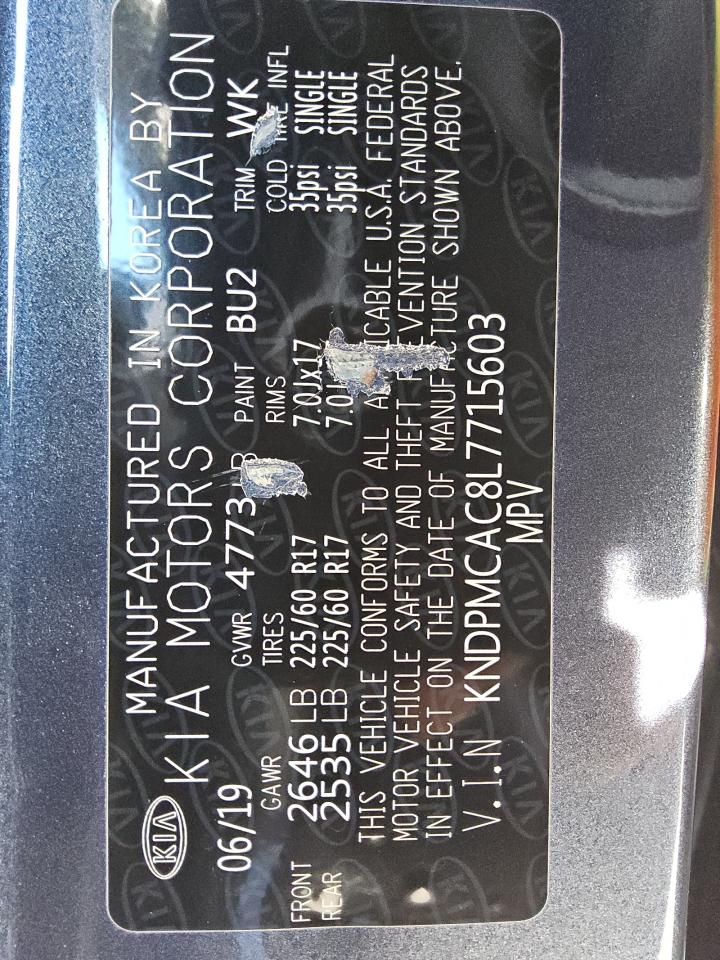 KIA
MANUFACTURED IN KOREA BY
KIA MOTORS CORPORATION
06/19 GVWR 4773 PAINT BU2 TRIM WK
GAWR TIRES RIMS COLD INFL
FRONT 2646 LB 225/60 R17 7.0Jx17 35psi SINGLE
REAR 2535 LB 225/60 R17 35psi SINGLE
THIS VEHICLE CONFORMS TO ALL U.S.A. FEDERAL
MOTOR VEHICLE SAFETY AND THEFT STANDARDS
IN EFFECT ON THE DATE OF MANUFACTURE SHOWN ABOVE.
V.I.N KNDPMCAC8L7715603
MPV